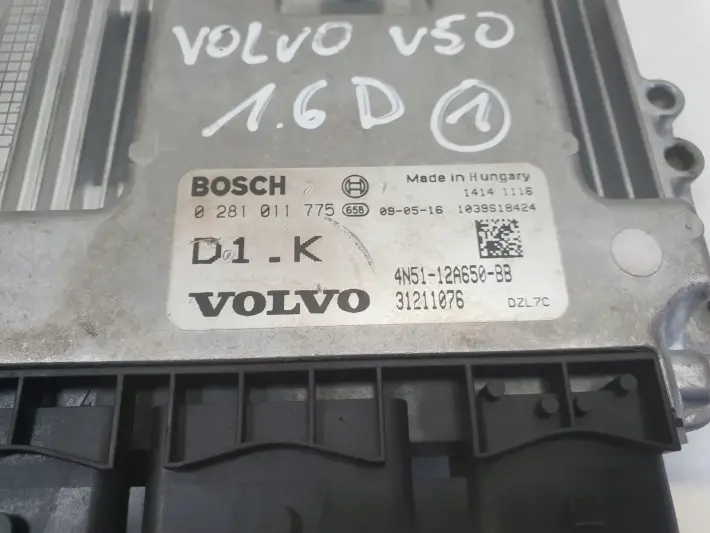 VOLVO V50
1.6D 1
BOSCH Made in Hungary
1414 1116
0 281 011 775 658 09-05-16 1039S18424
D1.K
4N51-12A650-BB
VOLVO 31211076 DZL7C